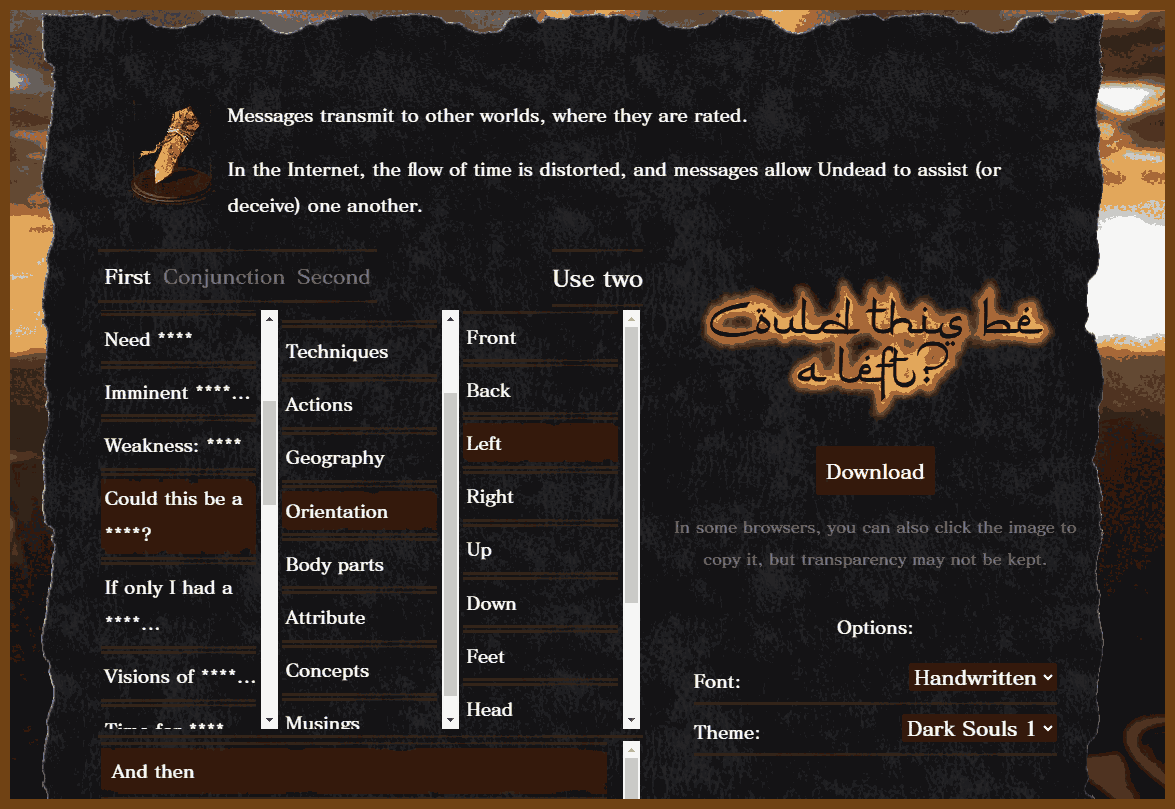 Messages transmit to other worlds, where they are rated.
In the Internet, the flow of time is distorted, and messages allow Undead to assist (or
deceive) one another.
First Conjunction Second
Use two
Need ****
Imminent ****...
Weakness: ****
Could this be a
****?
If only I had a
****...
Visions of ****...
Time for ****
Techniques
Actions
Geography
Orientation
Body parts
Attribute
Concepts
Musings
Front
Back
Left
Right
Up
Down
Feet
Head
And then
Could this be
a left?
Download
In some browsers, you can also click the image to
copy it, but transparency may not be kept.
Options:
Font: Handwritten
Theme: Dark Souls 1